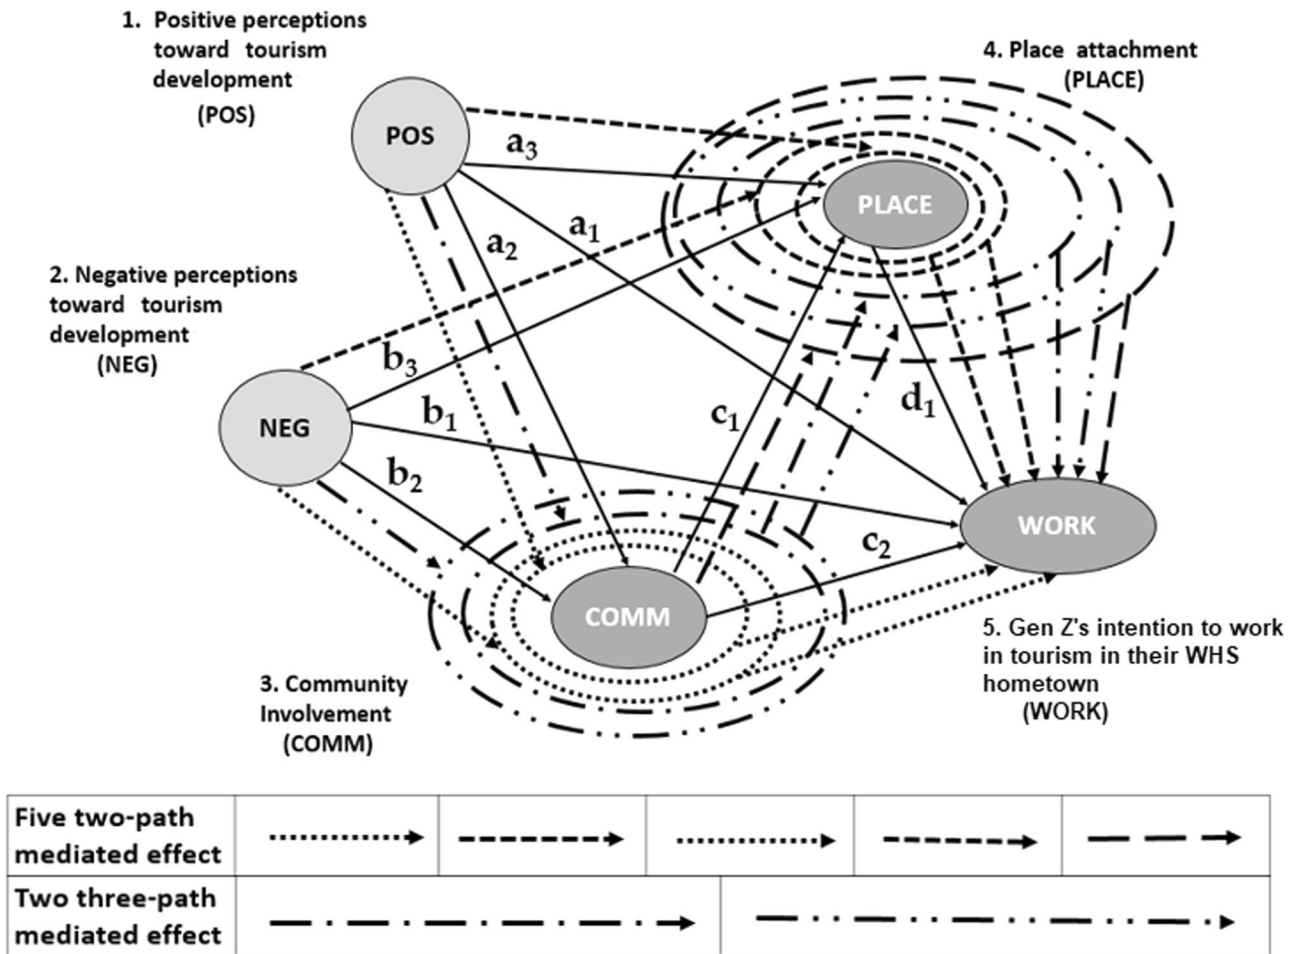 1. Positive perceptions
toward tourism
development
(POS)
4. Place attachment
(PLACE)
POS
a3
PLACE
a1
a2
2. Negative perceptions
toward tourism
development
(NEG)
b3
b1
c1
d1
NEG
b2
c2
WORK
COMM
5. Gen Z's intention to work
in tourism in their WHS
hometown
(WORK)
3. Community
Involvement
(COMM)
Five two-path
mediated effect
Two three-path
mediated effect